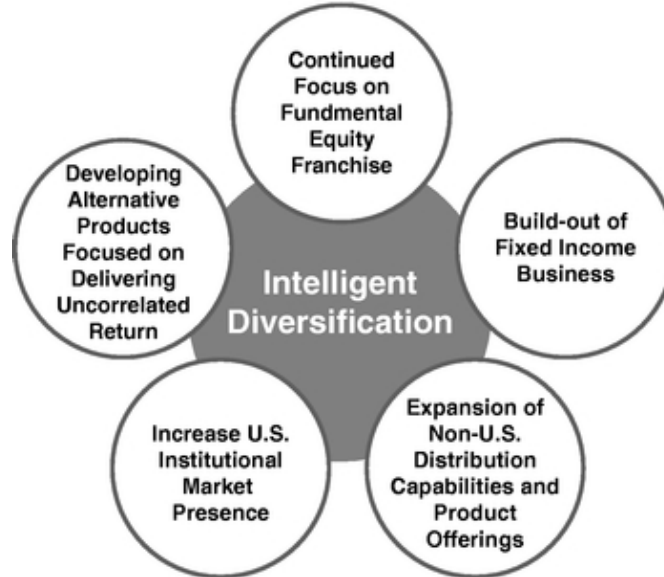 Continued
Focus on
Fundmental
Equity
Franchise
Developing
Alternative
Products
Focused on
Delivering
Uncorrelated
Return
Build-out of
Fixed Income
Business
Intelligent
Diversification
Increase U.S.
Institutional
Market
Presence
Expansion of
Non-U.S.
Distribution
Capabilities and
Product
Offerings